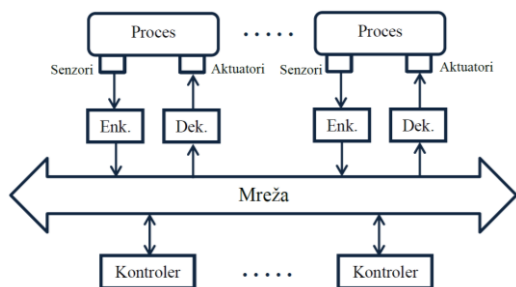 Proces ..... Proces
Senzori Aktuatori Senzori Aktuatori
Enk. Dek. Enk. Dek.
Mreža
Kontroler ..... Kontroler